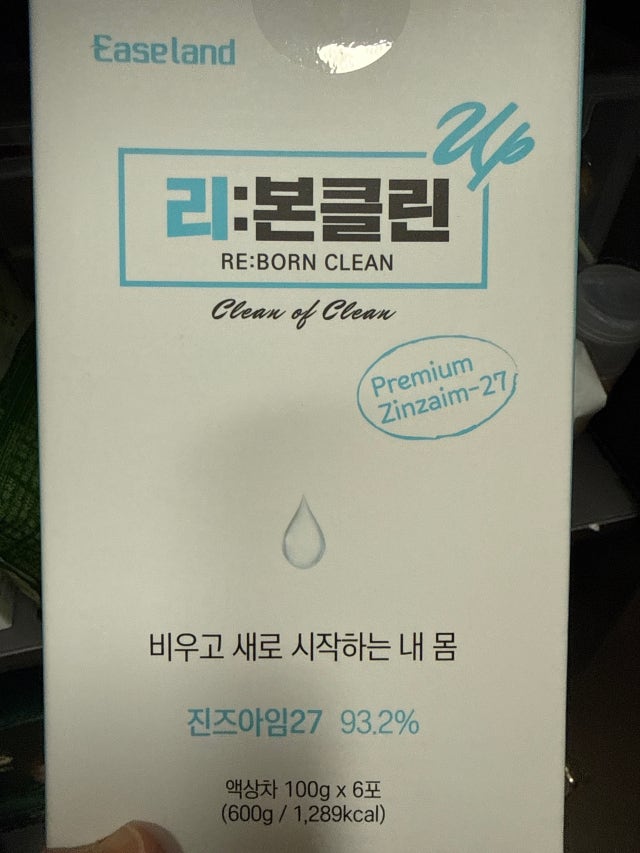 Easeland
Up
리:본클린
RE:BORN CLEAN
Clean of Clean
Premium
Zinzaim-27
비우고 새로 시작하는 내 몸
진즈아임27 93.2%
액상차 100g x 6포
(600g / 1,289kcal)